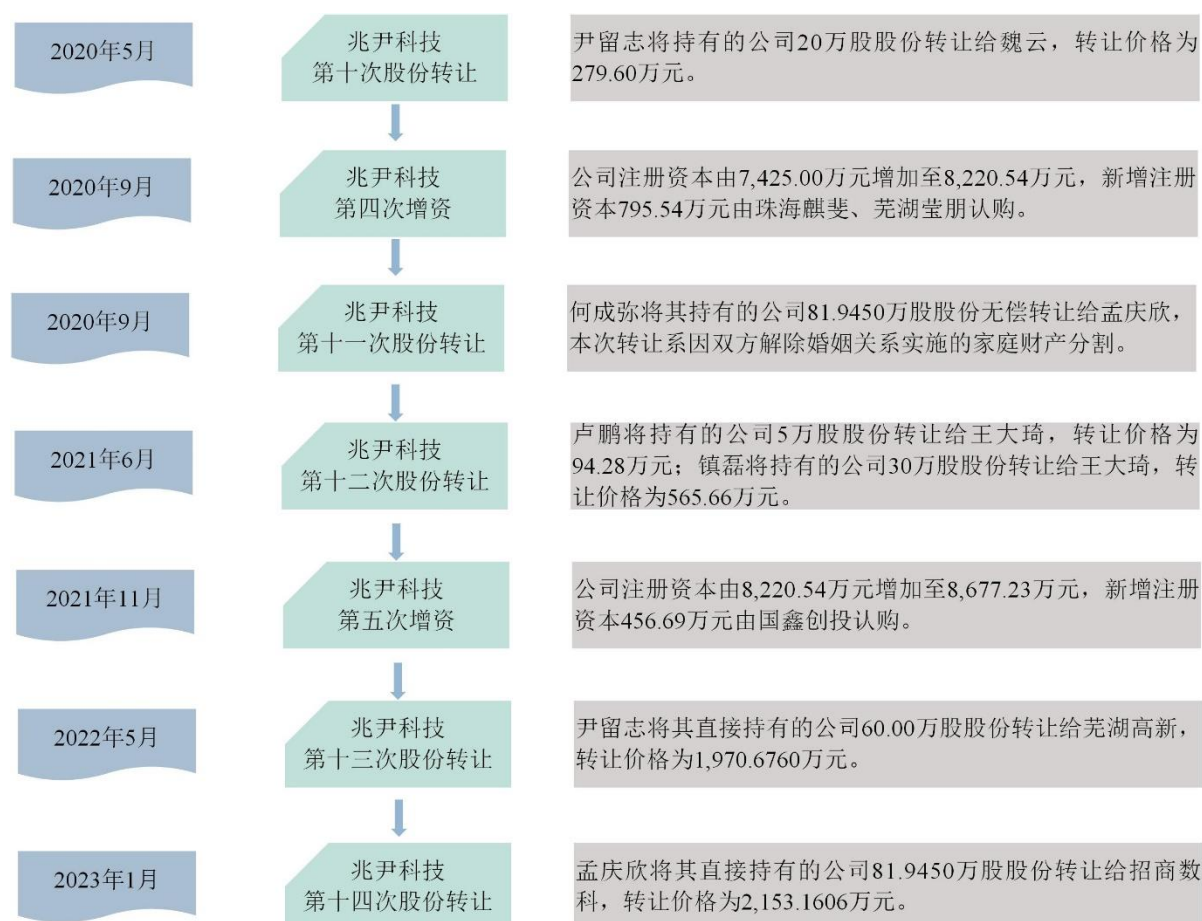 2020年5月
兆尹科技
第十次股份转让
尹留志将持有的公司20万股股份转让给魏云，转让价格为
279.60万元。
2020年9月
兆尹科技
第四次增资
公司注册资本由7,425.00万元增加至8,220.54万元，新增注册
资本795.54万元由珠海麒斐、芜湖莹朋认购。
2020年9月
兆尹科技
第十一次股份转让
何成弥将其持有的公司81.9450万股股份无偿转让给孟庆欣，
本次转让系因双方解除婚姻关系实施的家庭财产分割。
2021年6月
兆尹科技
第十二次股份转让
卢鹏将持有的公司5万股股份转让给王大琦，转让价格为
94.28万元；镇磊将持有的公司30万股股份转让给王大琦，转
让价格为565.66万元。
2021年11月
兆尹科技
第五次增资
公司注册资本由8,220.54万元增加至8,677.23万元，新增注册
资本456.69万元由国鑫创投认购。
2022年5月
兆尹科技
第十三次股份转让
尹留志将其直接持有的公司60.00万股股份转让给芜湖高新，
转让价格为1,970.6760万元。
2023年1月
兆尹科技
第十四次股份转让
孟庆欣将其直接持有的公司81.9450万股股份转让给招商数
科，转让价格为2,153.1606万元。